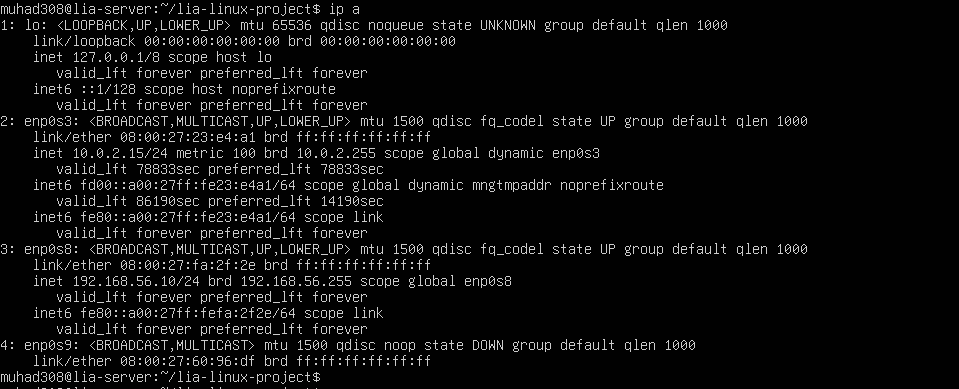 muhad308@lia-server:~/lia-linux-project$ ip a
1: lo: <LOOPBACK,UP,LOWER_UP> mtu 65536 qdisc noqueue state UNKNOWN group default qlen 1000
    link/loopback 00:00:00:00:00:00 brd 00:00:00:00:00:00
    inet 127.0.0.1/8 scope host lo
       valid_lft forever preferred_lft forever
    inet6 ::1/128 scope host noprefixroute
       valid_lft forever preferred_lft forever
2: enp0s3: <BROADCAST,MULTICAST,UP,LOWER_UP> mtu 1500 qdisc fq_codel state UP group default qlen 1000
    link/ether 08:00:27:23:e4:a1 brd ff:ff:ff:ff:ff:ff
    inet 10.0.2.15/24 metric 100 brd 10.0.2.255 scope global dynamic enp0s3
       valid_lft 78833sec preferred_lft 78833sec
    inet6 fd00::a00:27ff:fe23:e4a1/64 scope global dynamic mngtmpaddr noprefixroute
       valid_lft 86190sec preferred_lft 14190sec
    inet6 fe80::a00:27ff:fe23:e4a1/64 scope link
       valid_lft forever preferred_lft forever
3: enp0s8: <BROADCAST,MULTICAST,UP,LOWER_UP> mtu 1500 qdisc fq_codel state UP group default qlen 1000
    link/ether 08:00:27:fa:2f:2e brd ff:ff:ff:ff:ff:ff
    inet 192.168.56.10/24 brd 192.168.56.255 scope global enp0s8
       valid_lft forever preferred_lft forever
    inet6 fe80::a00:27ff:fefa:2f2e/64 scope link
       valid_lft forever preferred_lft forever
4: enp0s9: <BROADCAST,MULTICAST> mtu 1500 qdisc noop state DOWN group default qlen 1000
    link/ether 08:00:27:60:96:df brd ff:ff:ff:ff:ff:ff
muhad308@lia-server:~/lia-linux-project$